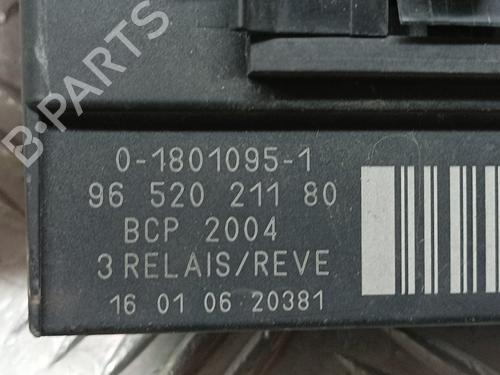 B-PARTS
0-1801095-1
96 520 211 80
BCP 2004
3 RELAIS/REVE
16 01 06 20381